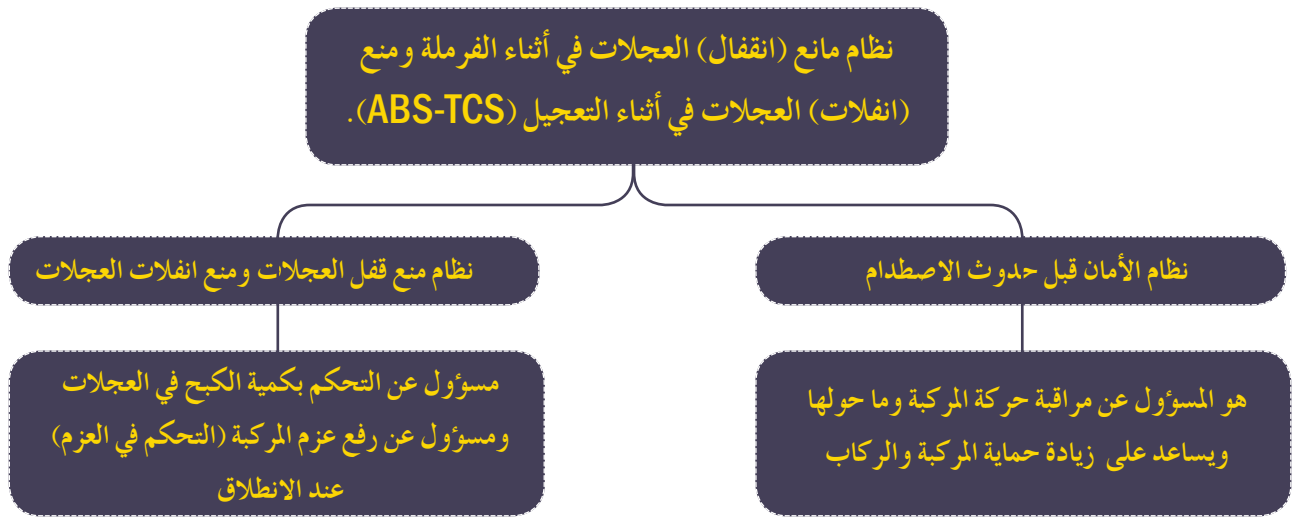 نظام مانع (انقفال) العجلات في أثناء الفرملة ومنع
(انفلات) العجلات في أثناء التعجيل (ABS-TCS).
نظام الأمان قبل حدوث الاصطدام
نظام منع قفل العجلات ومنع انفلات العجلات
هو المسؤول عن مراقبة حركة المركبة وما حولها
ويساعد على زيادة حماية المركبة والركاب
مسؤول عن التحكم بكمية الكبح في العجلات
ومسؤول عن رفع عزم المركبة (التحكم في العزم)
عند الانطلاق